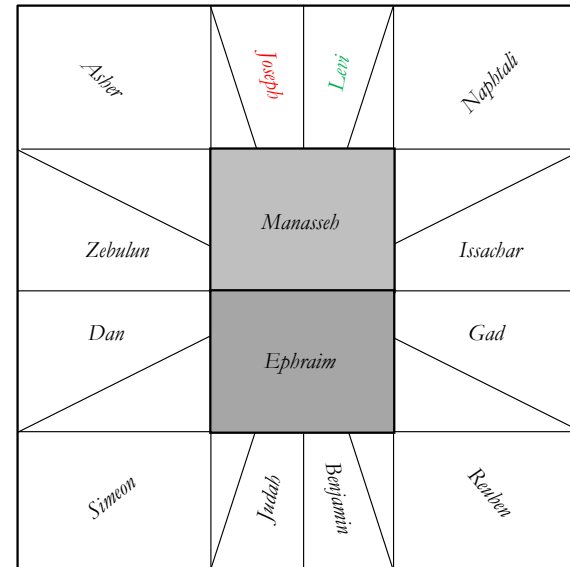 Asher
Joseph
Levi
Naphtali
Manasseh
Zebulun
Issachar
Dan
Gad
Ephraim
Simeon
Judah
Benjamin
Reuben